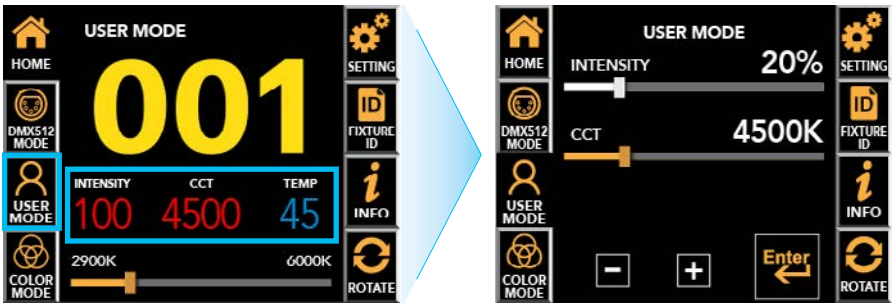 USER MODE
HOME
001
SETTING
DMX512
MODE
ID
FIXTURE
ID
USER
MODE
INTENSITY CCT TEMP
100 4500 45
i
INFO
2900K 6000K
COLOR
MODE
ROTATE
USER MODE
HOME
INTENSITY 20%
SETTING
DMX512
MODE
CCT 4500K
ID
FIXTURE
ID
USER
MODE
i
INFO
COLOR
MODE
- +
Enter
ROTATE